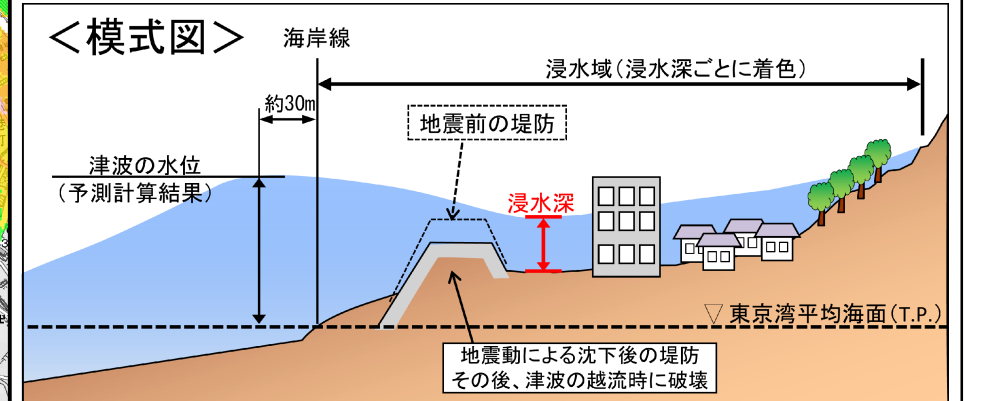 ＜模式図＞
海岸線
浸水域（浸水深ごとに着色）
約30m
地震前の堤防
津波の水位
（予測計算結果）
浸水深
▽ 東京湾平均海面（T.P.）
地震動による沈下後の堤防
その後、津波の越流時に破壊